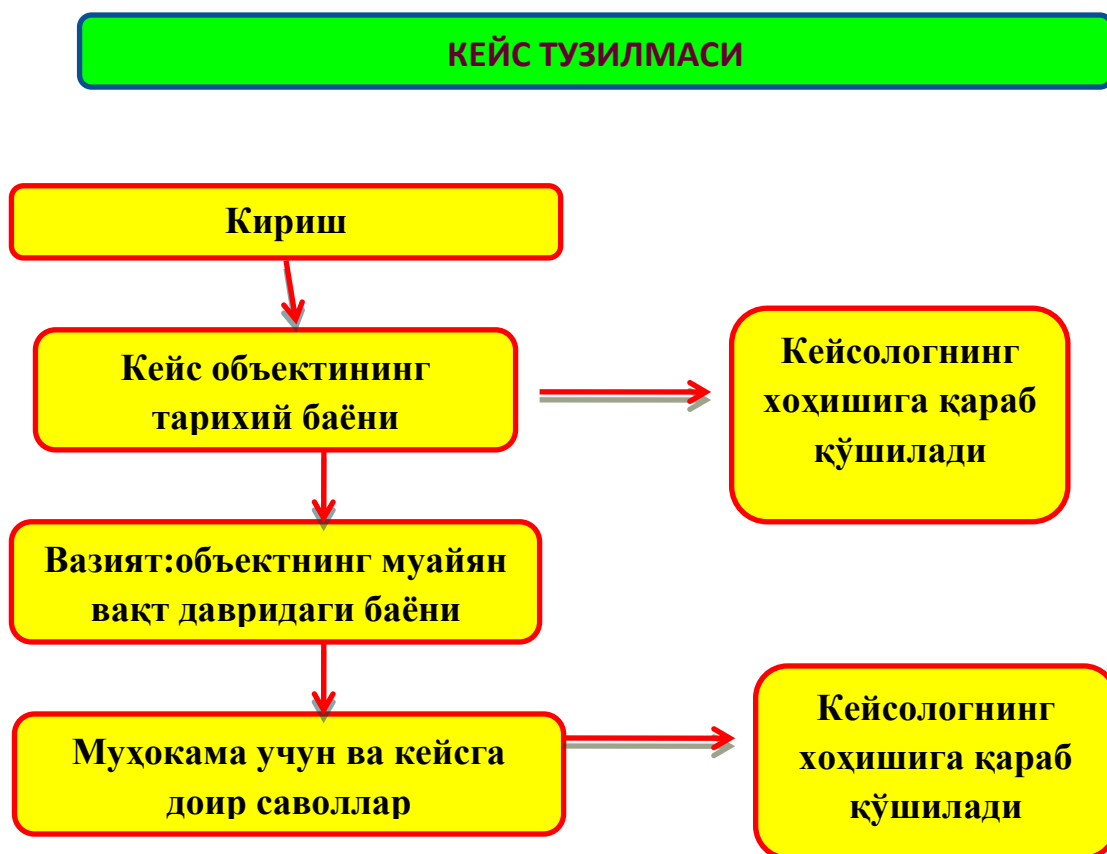 КЕЙС ТУЗИЛМАСИ
Кириш
Кейс объектининг
тарихий баёни
Кейсологнинг
хоҳишига қараб
қўшилади
Вазият:объектнинг муайян
вақт давридаги баёни
Муҳокама учун ва кейсга
доир саволлар
Кейсологнинг
хоҳишига қараб
қўшилади